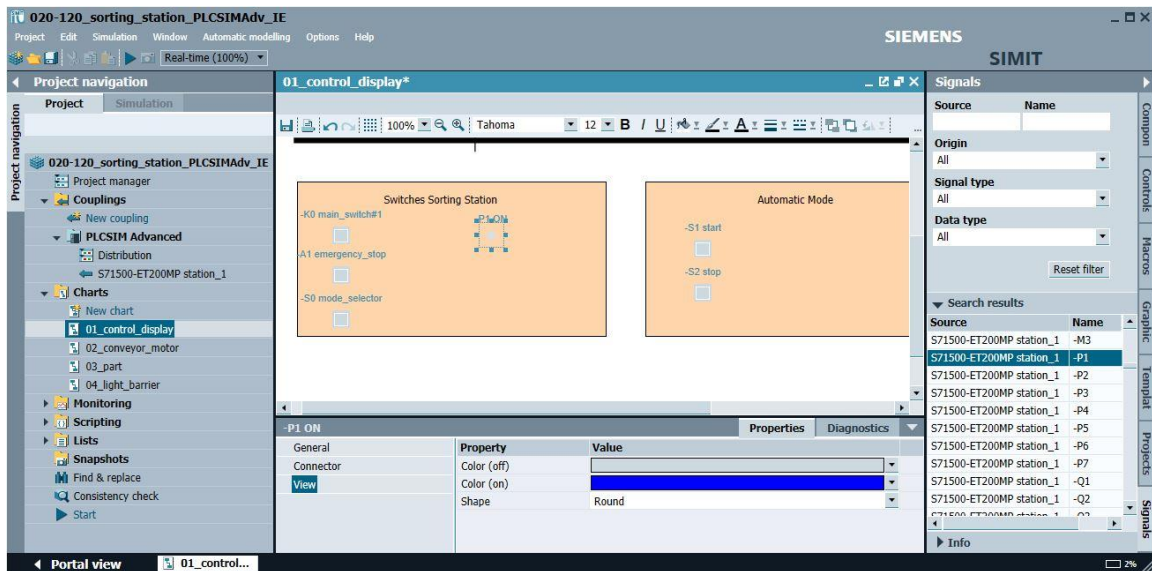 020-120_sorting_station_PLCSIMAdv_IE
Project Edit Simulation Window Automatic modelling Options Help
SIEMENS
SIMIT
Real-time (100%)
Project navigation
Project Simulation
Project navigation
020-120_sorting_station_PLCSIMAdv_IE
Project manager
Couplings
New coupling
PLCSIM Advanced
Distribution
S71500-ET200MP station_1
Charts
New chart
01_control_display
02_conveyor_motor
03_part
04_light_barrier
Monitoring
Scripting
Lists
Snapshots
Find & replace
Consistency check
Start
01_control_display*
100% Tahoma 12 B I U A ...
Switches Sorting Station
-K0 main_switch#1
-P1 ON
-A1 emergency_stop
-S0 mode_selector
Automatic Mode
-S1 start
-S2 stop
-P1 ON
Properties Diagnostics
General
Connector
View
Property Value
Color (off)
Color (on)
Shape Round
Signals
Source Name
Origin
All
Signal type
All
Data type
All
Reset filter
Search results
Source Name
S71500-ET200MP station_1 -M3
S71500-ET200MP station_1 -P1
S71500-ET200MP station_1 -P2
S71500-ET200MP station_1 -P3
S71500-ET200MP station_1 -P4
S71500-ET200MP station_1 -P5
S71500-ET200MP station_1 -P6
S71500-ET200MP station_1 -P7
S71500-ET200MP station_1 -Q1
S71500-ET200MP station_1 -Q2
Info
Compon
Controls
Macros
Graphic
Templat
Projects
Signals
Portal view 01_control...
2%